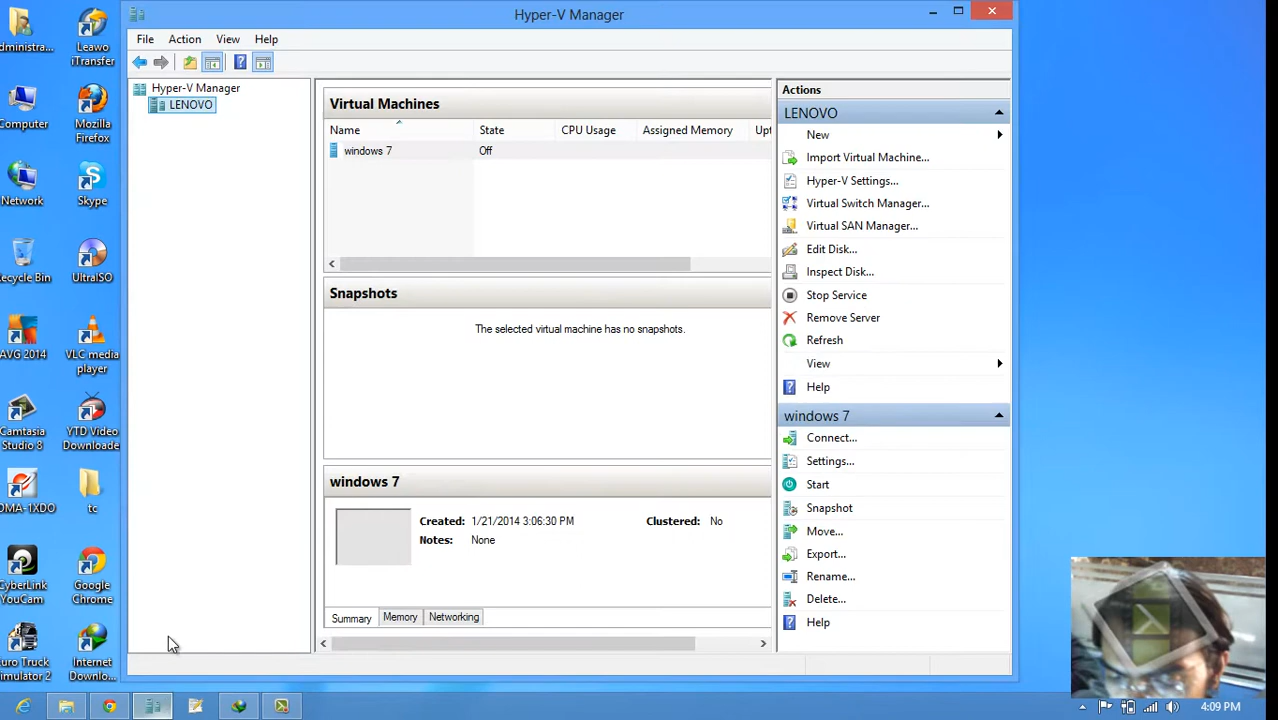 Hyper-V Manager
File Action View Help
Hyper-V Manager
LENOVO
Virtual Machines
Name State CPU Usage Assigned Memory Upt
windows 7 Off
Snapshots
The selected virtual machine has no snapshots.
windows 7
Created: 1/21/2014 3:06:30 PM Clustered: No
Notes: None
Summary Memory Networking
Actions
LENOVO
New
Import Virtual Machine...
Hyper-V Settings...
Virtual Switch Manager...
Virtual SAN Manager...
Edit Disk...
Inspect Disk...
Stop Service
Remove Server
Refresh
View
Help
windows 7
Connect...
Settings...
Start
Snapshot
Move...
Export...
Rename...
Delete...
Help
administra...
Leawo
iTransfer
Computer
Mozilla
Firefox
Network
Skype
ecycle Bin
UltraISO
AVG 2014
VLC media
player
Camtasia
Studio 8
YTD Video
Downloade
DMA-1XDO
tc
CyberLink
YouCam
Google
Chrome
uro Truck
imulator 2
Internet
Downlo...
4:09 PM